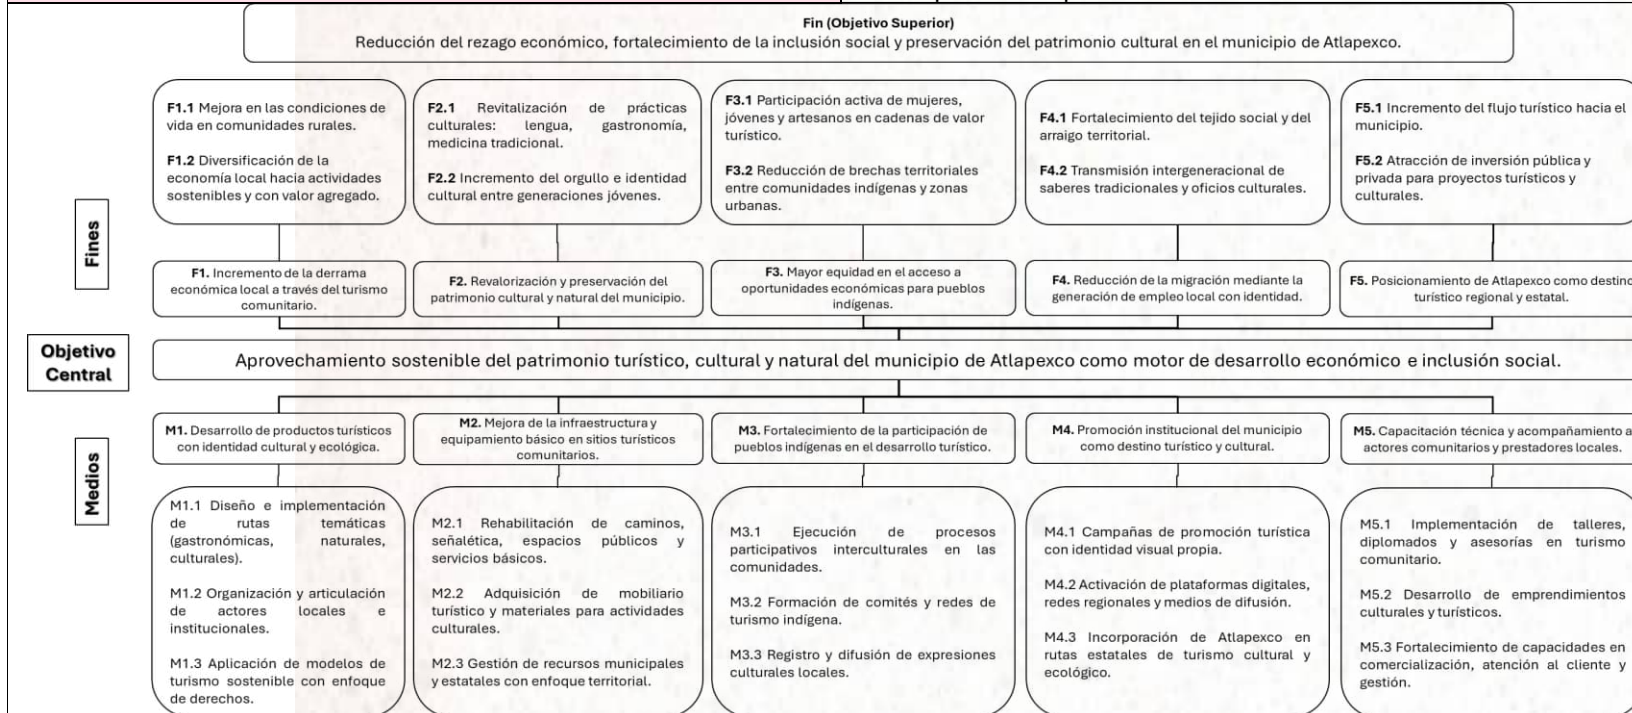 Fin (Objetivo Superior)
Reducción del rezago económico, fortalecimiento de la inclusión social y preservación del patrimonio cultural en el municipio de Atlapexco.
F1.1 Mejora en las condiciones de
vida en comunidades rurales.
F1.2 Diversificación de la
economía local hacia actividades
sostenibles y con valor agregado.
F2.1 Revitalización de prácticas
culturales: lengua, gastronomía,
medicina tradicional.
F2.2 Incremento del orgullo e identidad
cultural entre generaciones jóvenes.
F3.1 Participación activa de mujeres,
jóvenes y artesanos en cadenas de valor
turístico.
F3.2 Reducción de brechas territoriales
entre comunidades indígenas y zonas
urbanas.
F4.1 Fortalecimiento del tejido social y del
arraigo territorial.
F4.2 Transmisión intergeneracional de
saberes tradicionales y oficios culturales.
F5.1 Incremento del flujo turístico hacia el
municipio.
F5.2 Atracción de inversión pública y
privada para proyectos turísticos y
culturales.
Fines
F1. Incremento de la derrama
económica local a través del turismo
comunitario.
F2. Revalorización y preservación del
patrimonio cultural y natural del municipio.
F3. Mayor equidad en el acceso a
oportunidades económicas para pueblos
indígenas.
F4. Reducción de la migración mediante la
generación de empleo local con identidad.
F5. Posicionamiento de Atlapexco como destino
turístico regional y estatal.
Objetivo
Central
Aprovechamiento sostenible del patrimonio turístico, cultural y natural del municipio de Atlapexco como motor de desarrollo económico e inclusión social.
Medios
M1. Desarrollo de productos turísticos
con identidad cultural y ecológica.
M2. Mejora de la infraestructura y
equipamiento básico en sitios turísticos
comunitarios.
M3. Fortalecimiento de la participación de
pueblos indígenas en el desarrollo turístico.
M4. Promoción institucional del municipio
como destino turístico y cultural.
M5. Capacitación técnica y acompañamiento a
actores comunitarios y prestadores locales.
M1.1 Diseño e implementación
de rutas temáticas
(gastronómicas, naturales,
culturales).
M1.2 Organización y articulación
de actores locales e
institucionales.
M1.3 Aplicación de modelos de
turismo sostenible con enfoque
de derechos.
M2.1 Rehabilitación de caminos,
señalética, espacios públicos y
servicios básicos.
M2.2 Adquisición de mobiliario
turístico y materiales para actividades
culturales.
M2.3 Gestión de recursos municipales
y estatales con enfoque territorial.
M3.1 Ejecución de procesos
participativos interculturales en las
comunidades.
M3.2 Formación de comités y redes de
turismo indígena.
M3.3 Registro y difusión de expresiones
culturales locales.
M4.1 Campañas de promoción turística
con identidad visual propia.
M4.2 Activación de plataformas digitales,
redes regionales y medios de difusión.
M4.3 Incorporación de Atlapexco en
rutas estatales de turismo cultural y
ecológico.
M5.1 Implementación de talleres,
diplomados y asesorías en turismo
comunitario.
M5.2 Desarrollo de emprendimientos
culturales y turísticos.
M5.3 Fortalecimiento de capacidades en
comercialización, atención al cliente y
gestión.